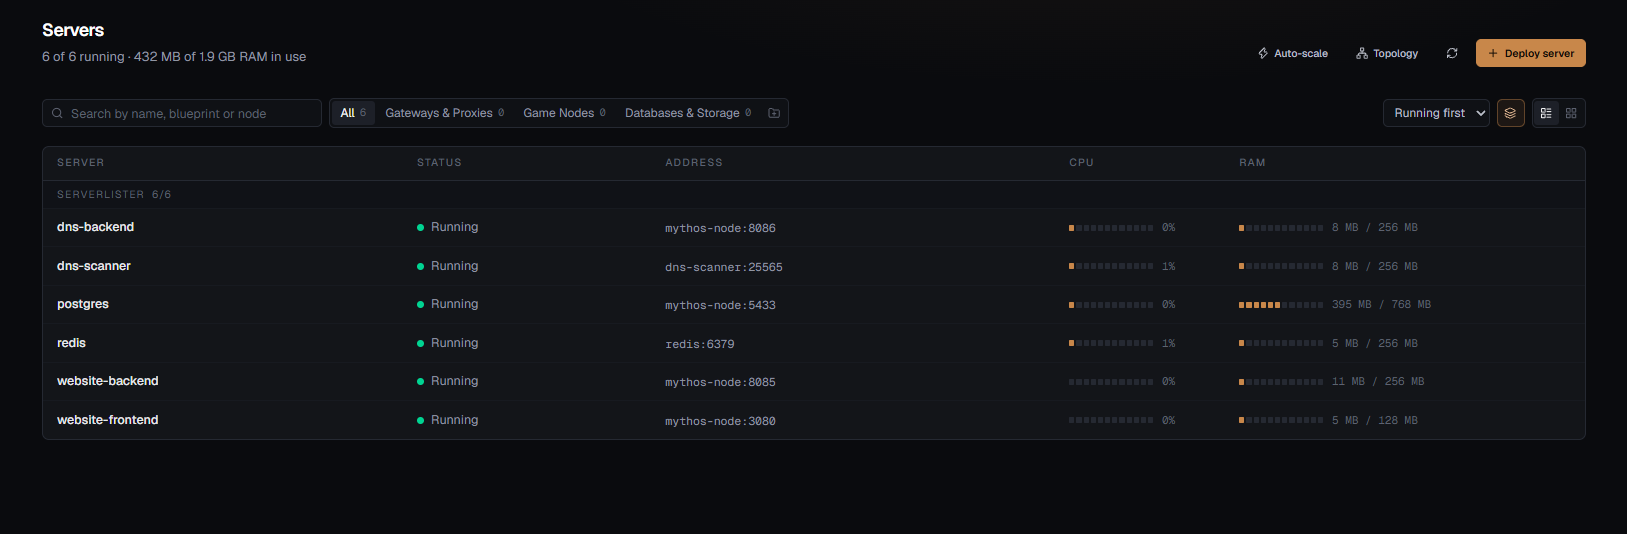 Servers
6 of 6 running · 432 MB of 1.9 GB RAM in use
Auto-scale Topology + Deploy server
Search by name, blueprint or node All 6 Gateways & Proxies 0 Game Nodes 0 Databases & Storage 0 Running first
SERVER STATUS ADDRESS CPU RAM
SERVERLISTER 6/6
dns-backend Running mythos-node:8086 0% 8 MB / 256 MB
dns-scanner Running dns-scanner:25565 1% 8 MB / 256 MB
postgres Running mythos-node:5433 0% 395 MB / 768 MB
redis Running redis:6379 1% 5 MB / 256 MB
website-backend Running mythos-node:8085 0% 11 MB / 256 MB
website-frontend Running mythos-node:3080 0% 5 MB / 128 MB